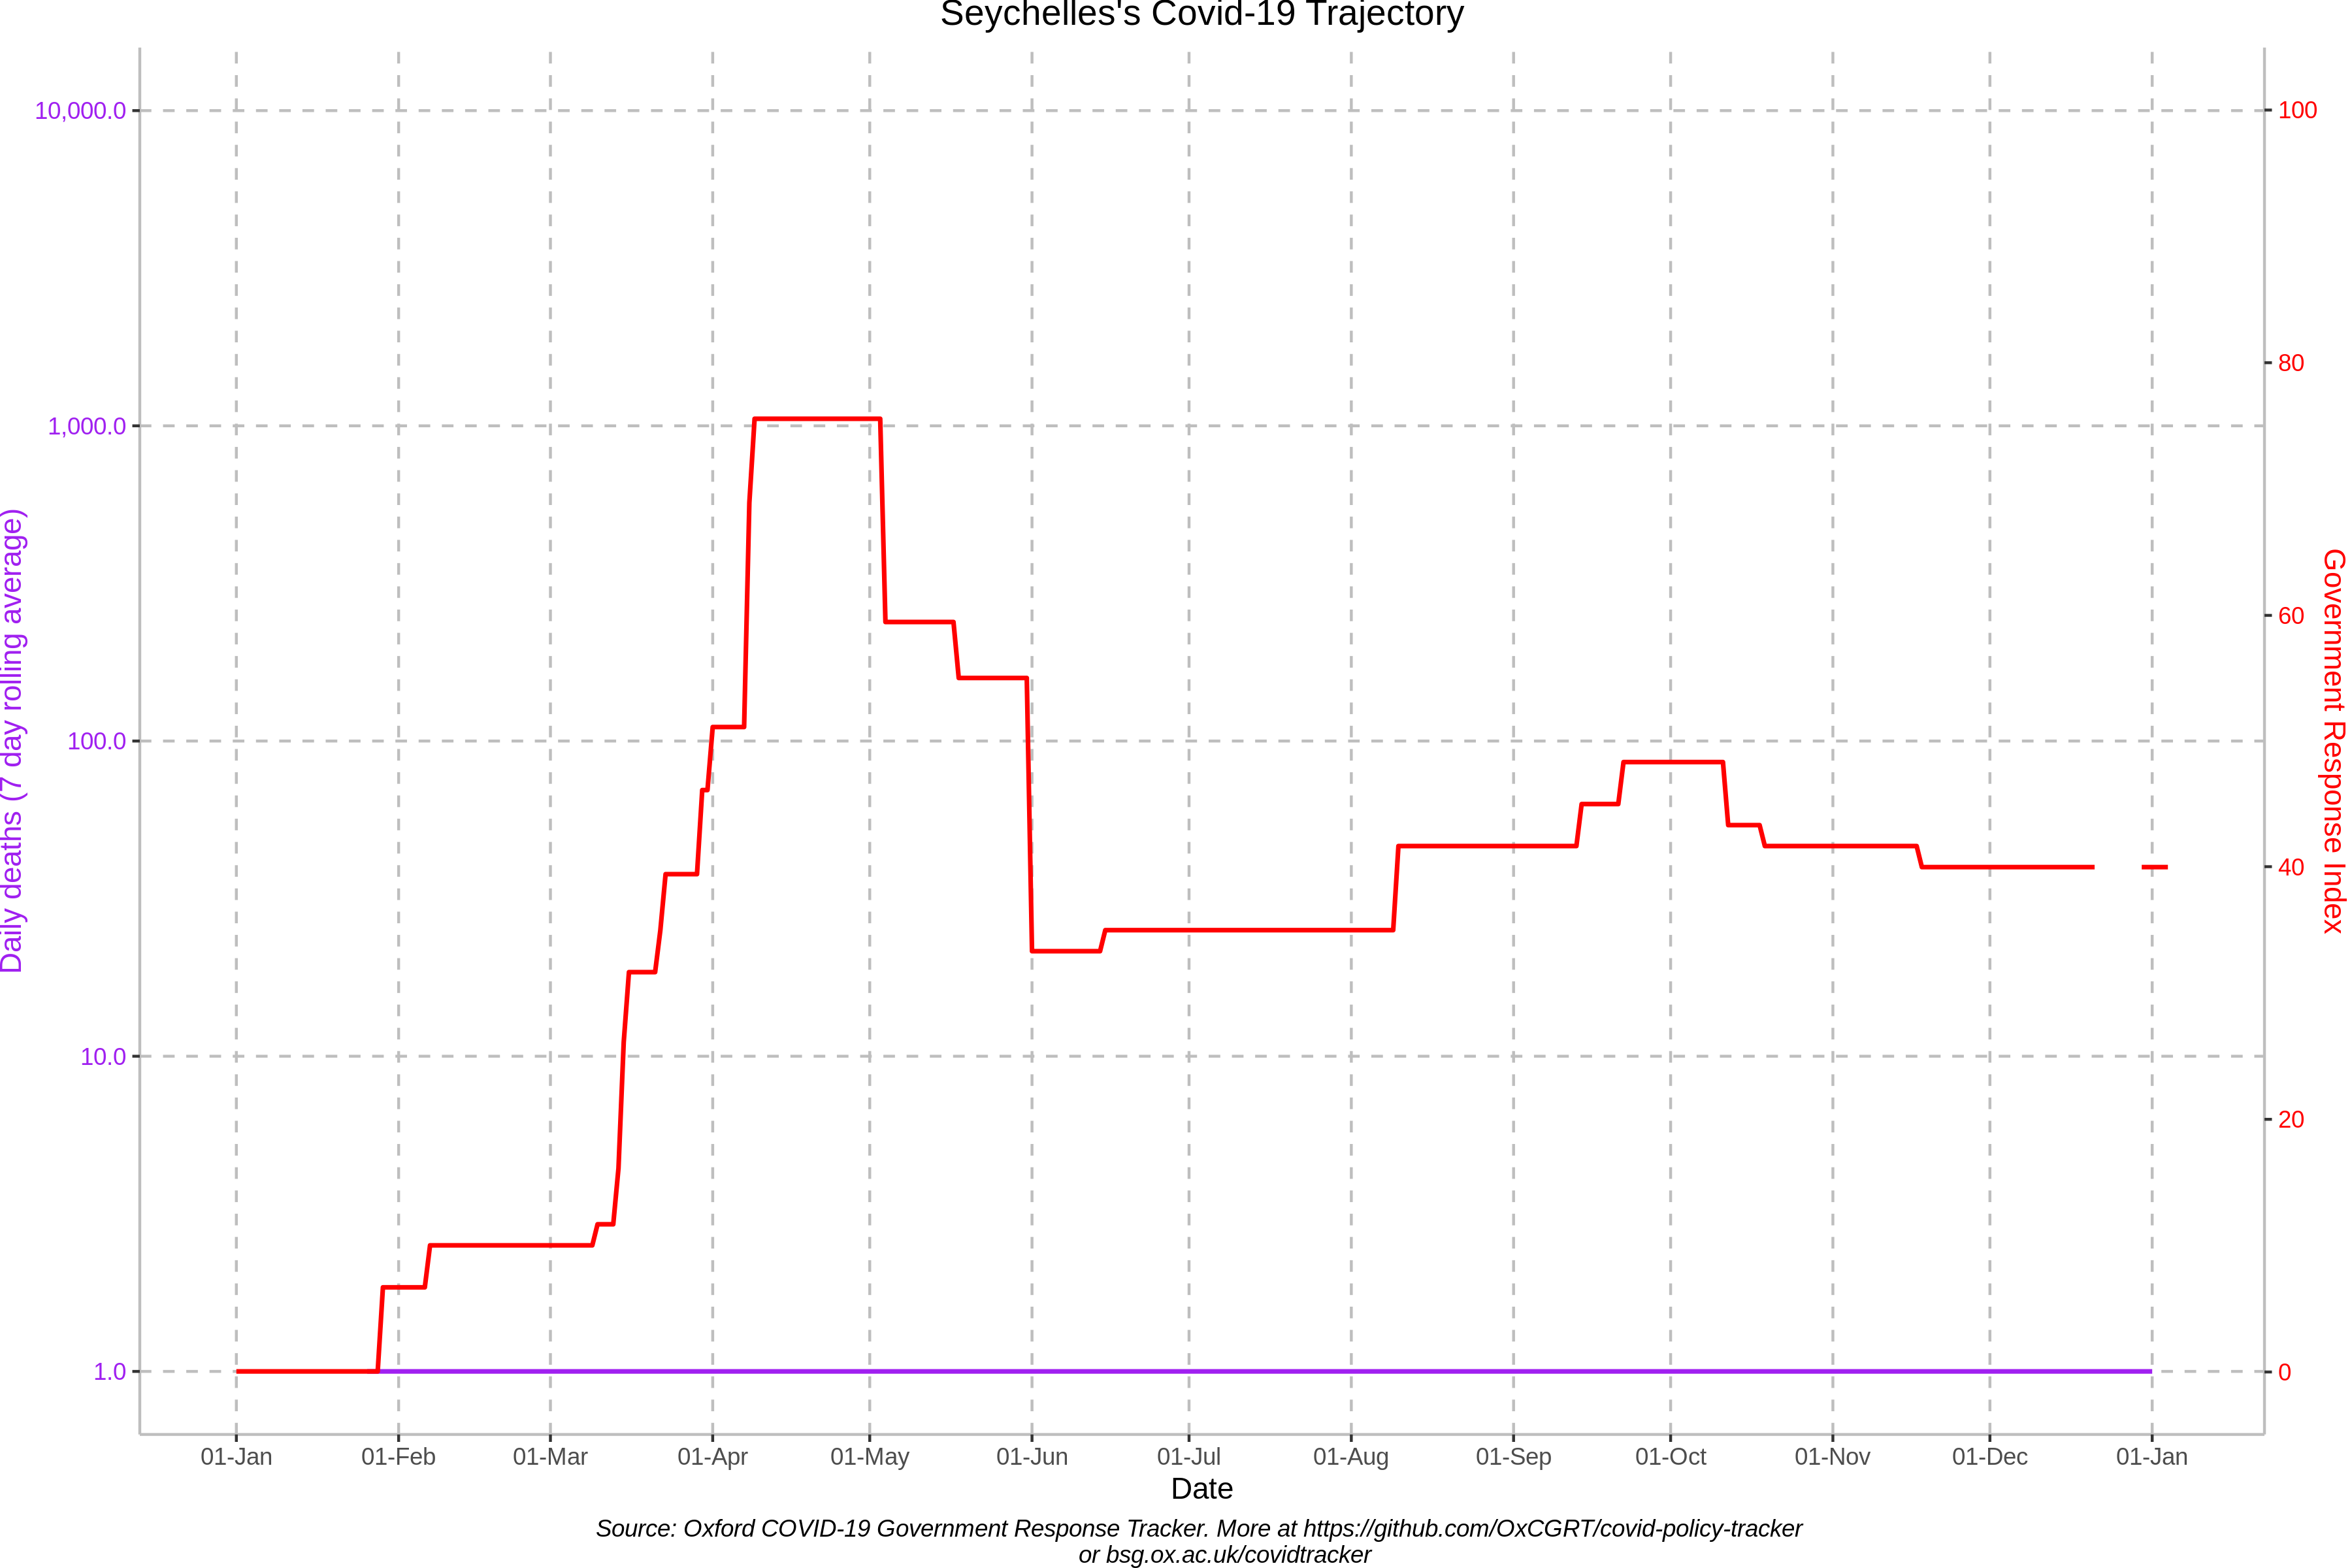 Seychelles's Covid-19 Trajectory
10,000.0
1,000.0
100.0
10.0
1.0
Daily deaths (7 day rolling average)
100
80
60
40
20
0
Government Response Index
01-Jan 01-Feb 01-Mar 01-Apr 01-May 01-Jun 01-Jul 01-Aug 01-Sep 01-Oct 01-Nov 01-Dec 01-Jan
Date
Source: Oxford COVID-19 Government Response Tracker. More at https://github.com/OxCGRT/covid-policy-tracker
or bsg.ox.ac.uk/covidtracker